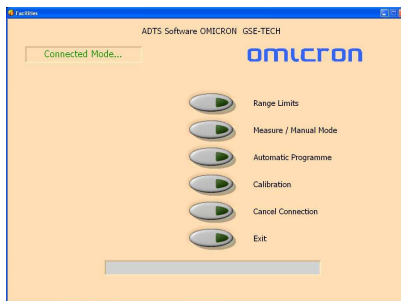 Facilities
ADTS Software OMICRON GSE-TECH
Connected Mode...
omicron
Range Limits
Measure / Manual Mode
Automatic Programme
Calibration
Cancel Connection
Exit